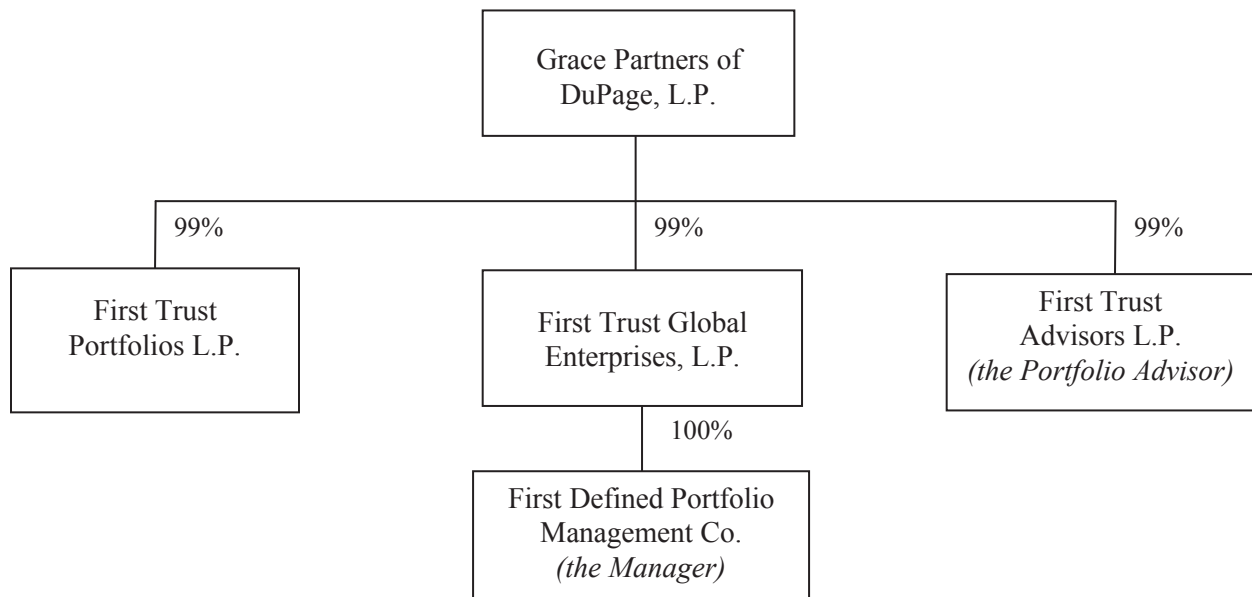 Grace Partners of
DuPage, L.P.
99%
99%
99%
First Trust
Portfolios L.P.
First Trust Global
Enterprises, L.P.
First Trust
Advisors L.P.
(the Portfolio Advisor)
100%
First Defined Portfolio
Management Co.
(the Manager)